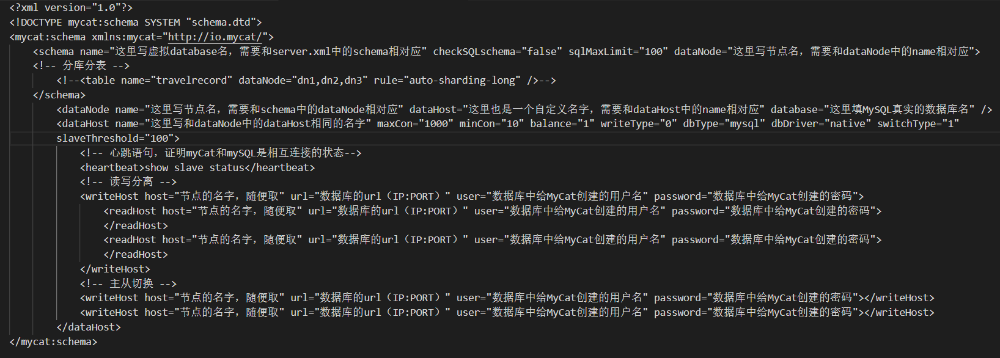 <?xml version="1.0"?>
<!DOCTYPE mycat:schema SYSTEM "schema.dtd">
<mycat:schema xmlns:mycat="http://io.mycat/">
<schema name="这里写虚拟database名，需要和server.xml中的schema相对应" checkSQLschema="false" sqlMaxLimit="100" dataNode="这里写节点名，需要和dataNode中的name相对应">
<!-- 分库分表 -->
<!--<table name="travelrecord" dataNode="dn1,dn2,dn3" rule="auto-sharding-long" />-->
</schema>
<dataNode name="这里写节点名，需要和schema中的dataNode相对应" dataHost="这里也是一个自定义名字，需要和dataHost中的name相对应" database="这里填MySQL真实的数据库名" />
<dataHost name="这里写和dataNode中的dataHost相同的名字" maxCon="1000" minCon="10" balance="1" writeType="0" dbType="mysql" dbDriver="native" switchType="1"
slaveThreshold="100">
<!-- 心跳语句，证明myCat和mySQL是相互连接的状态-->
<heartbeat>show slave status</heartbeat>
<!-- 读写分离 -->
<writeHost host="节点的名字，随便取" url="数据库的url（IP:PORT）" user="数据库中给MyCat创建的用户名" password="数据库中给MyCat创建的密码">
<readHost host="节点的名字，随便取" url="数据库的url（IP:PORT）" user="数据库中给MyCat创建的用户名" password="数据库中给MyCat创建的密码">
</readHost>
<readHost host="节点的名字，随便取" url="数据库的url（IP:PORT）" user="数据库中给MyCat创建的用户名" password="数据库中给MyCat创建的密码">
</readHost>
</writeHost>
<!-- 主从切换 -->
<writeHost host="节点的名字，随便取" url="数据库的url（IP:PORT）" user="数据库中给MyCat创建的用户名" password="数据库中给MyCat创建的密码"></writeHost>
<writeHost host="节点的名字，随便取" url="数据库的url（IP:PORT）" user="数据库中给MyCat创建的用户名" password="数据库中给MyCat创建的密码"></writeHost>
</dataHost>
</mycat:schema>